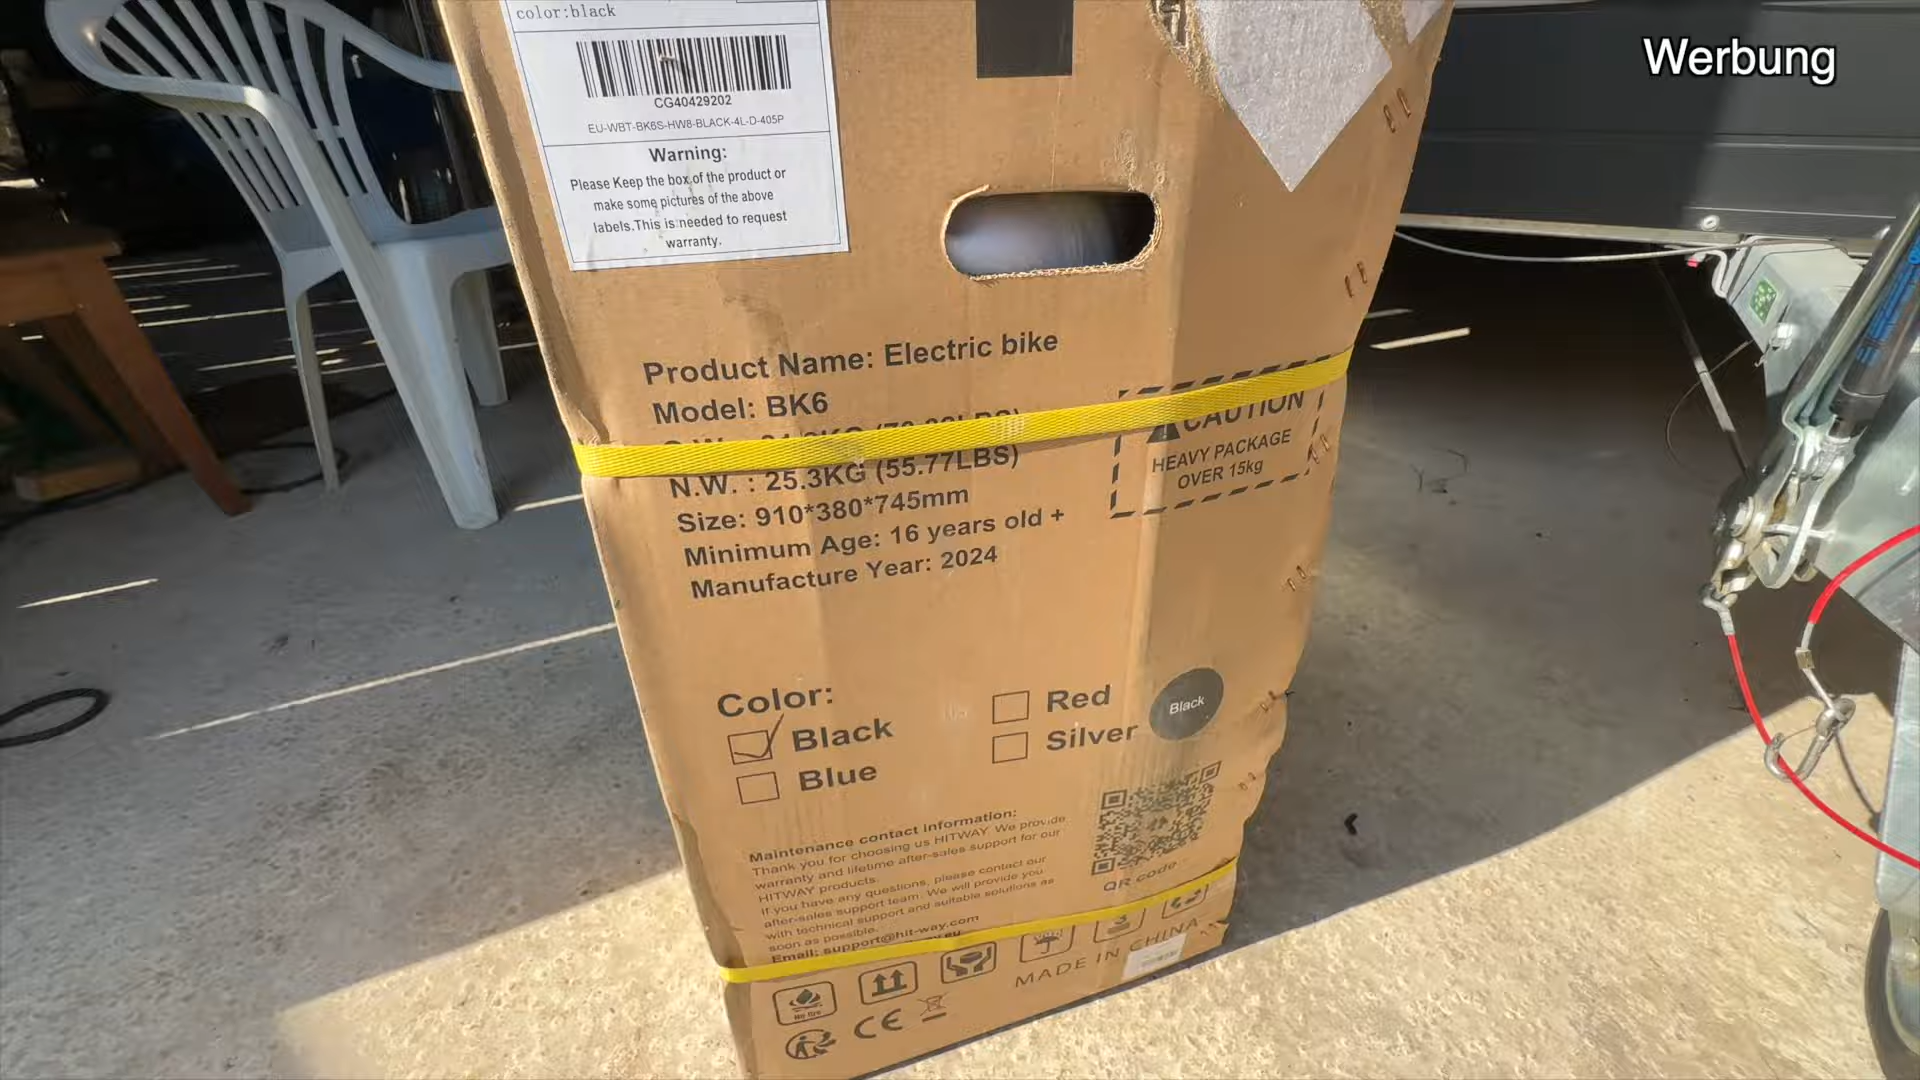 color:black
Werbung
CG40429202
EU-WBT-BK6S-HW8-BLACK-4L-D-405P
Warning:
Please Keep the box of the product or
make some pictures of the above
labels.This is needed to request
warranty.
Product Name: Electric bike
Model: BK6
N.W. : 25.3KG (55.77LBS)
Size: 910*380*745mm
Minimum Age: 16 years old +
Manufacture Year: 2024
CAUTION
HEAVY PACKAGE
OVER 15kg
Color:
Black
Blue
Red
Silver
Black
Maintenance contact information:
Thank you for choosing us HITWAY. We provide
warranty and lifetime after-sales support for our
HITWAY products.
If you have any questions, please contact our
after-sales support team. We will provide you
with technical support and suitable solutions as
soon as possible.
Email: support@hit-way.com
QR code
MADE IN CHINA
CE